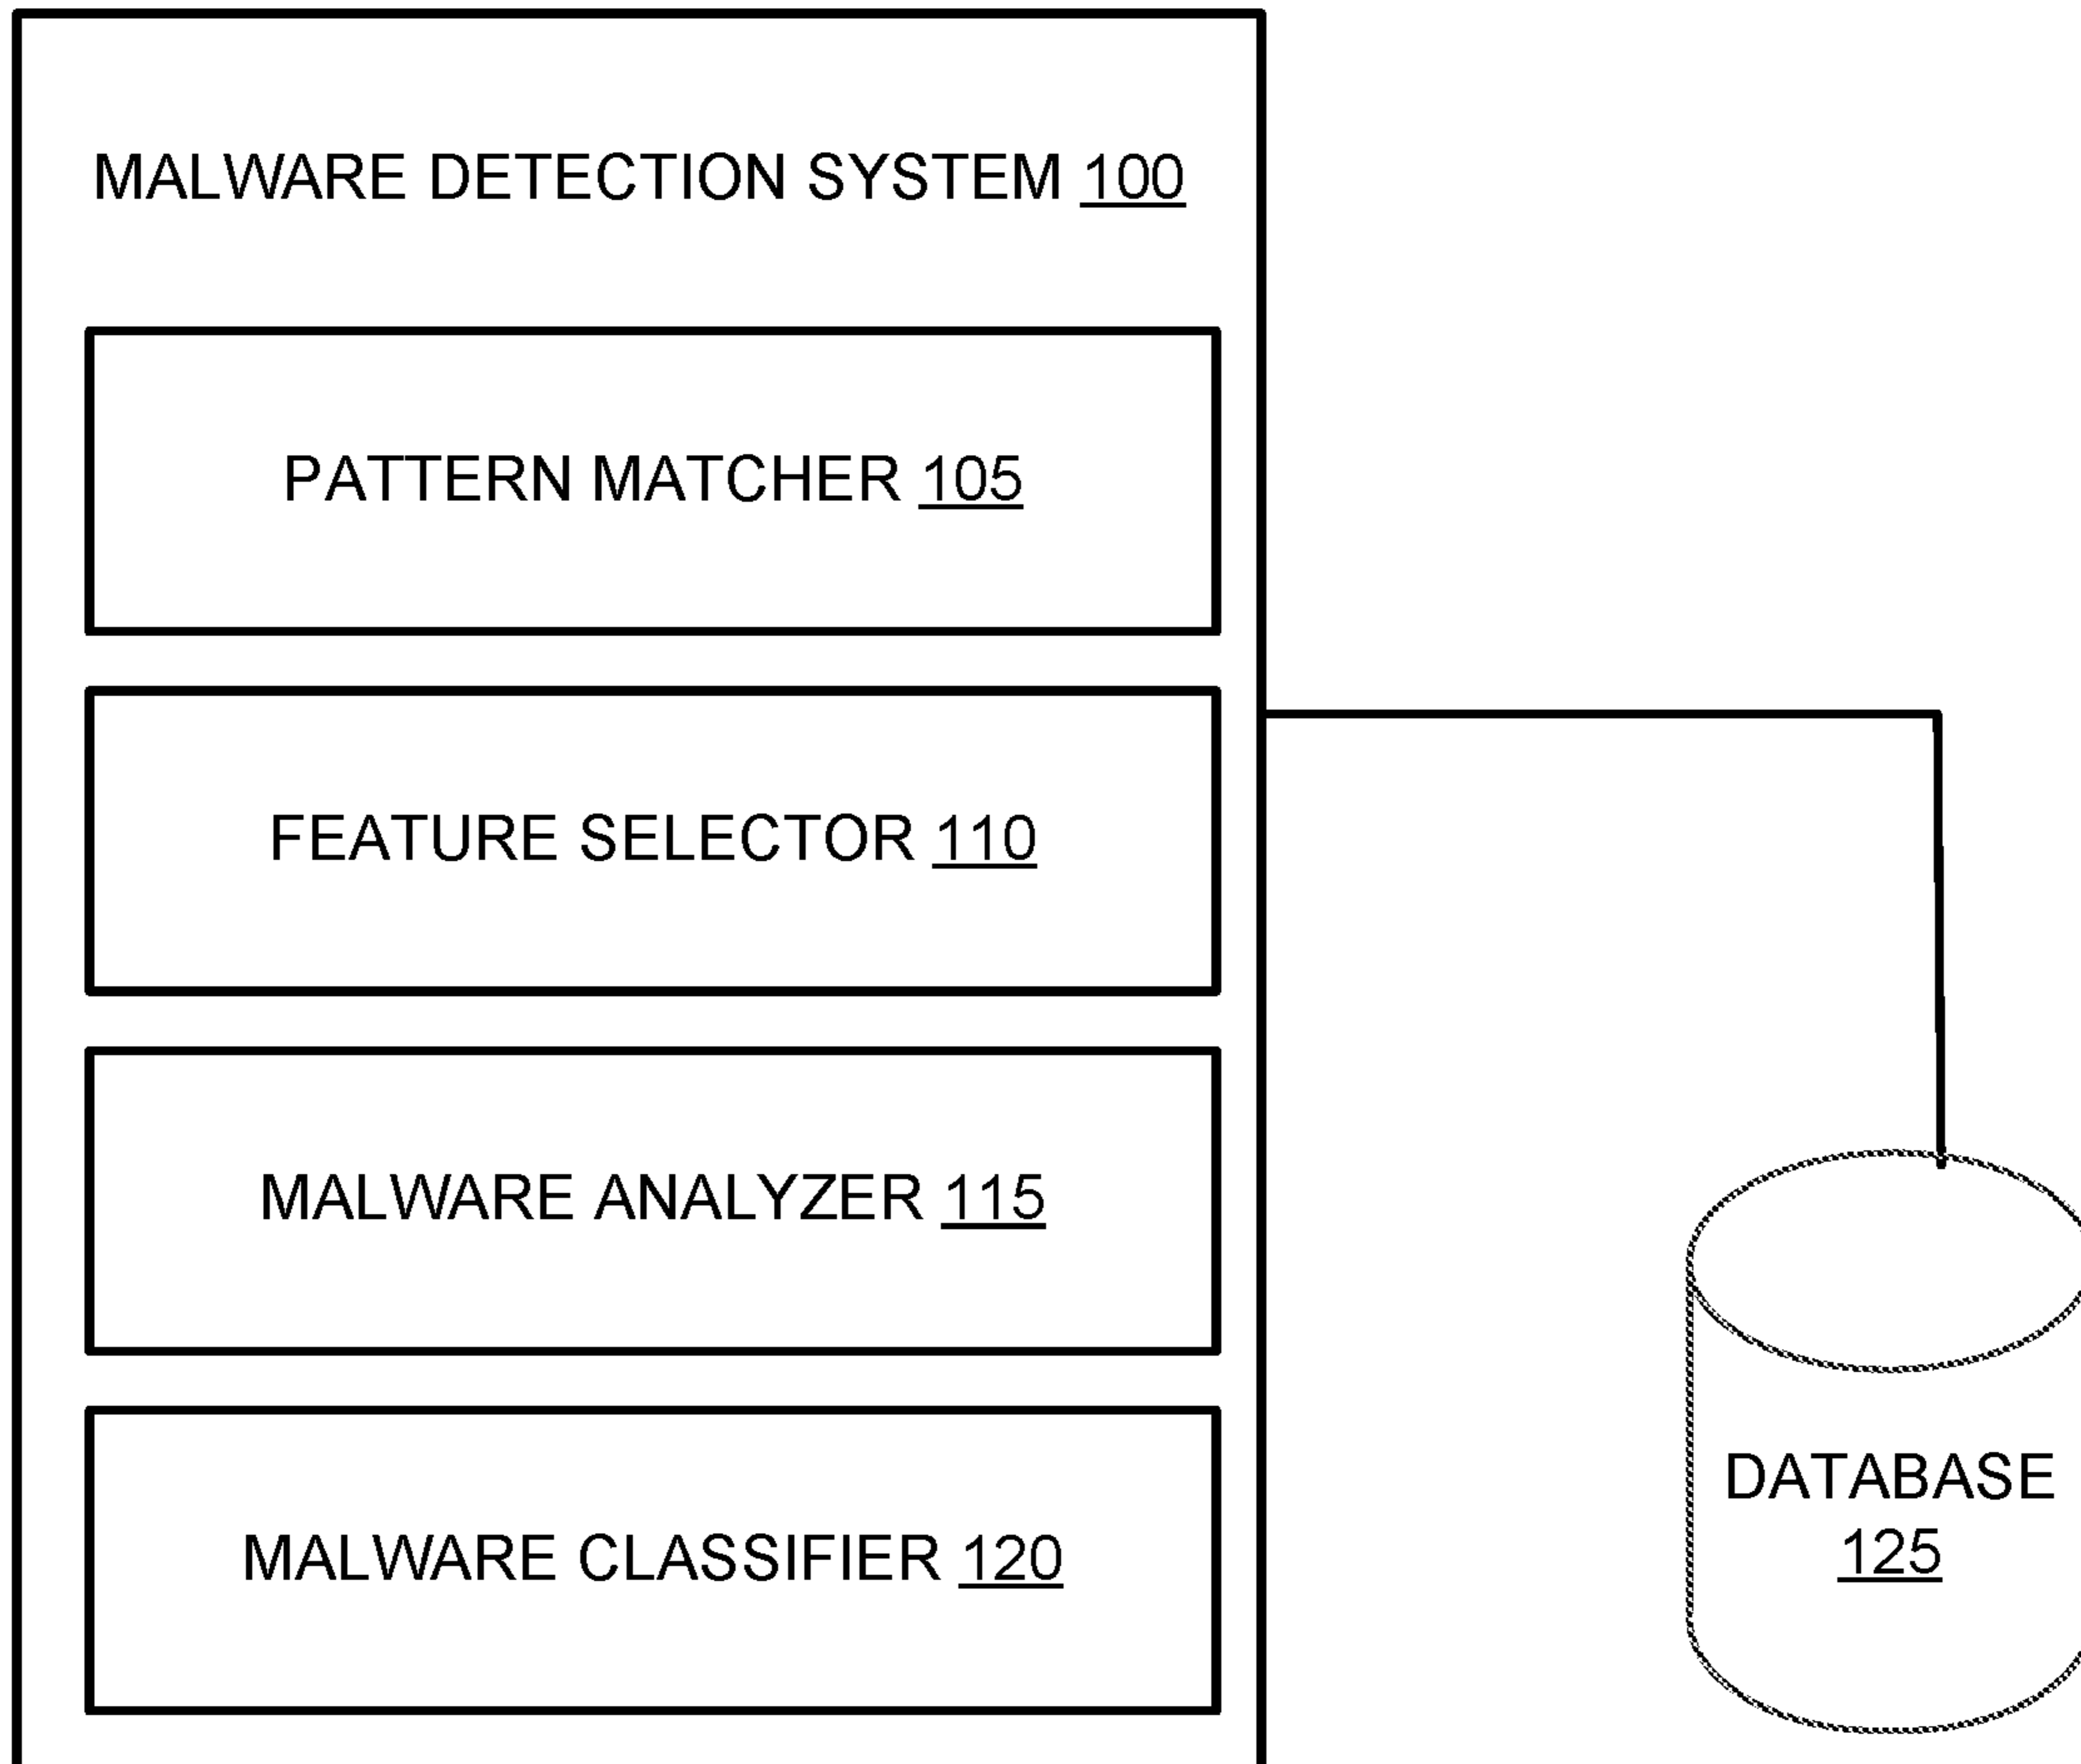 MALWARE DETECTION SYSTEM 100
PATTERN MATCHER 105
FEATURE SELECTOR 110
MALWARE ANALYZER 115
MALWARE CLASSIFIER 120
DATABASE
125